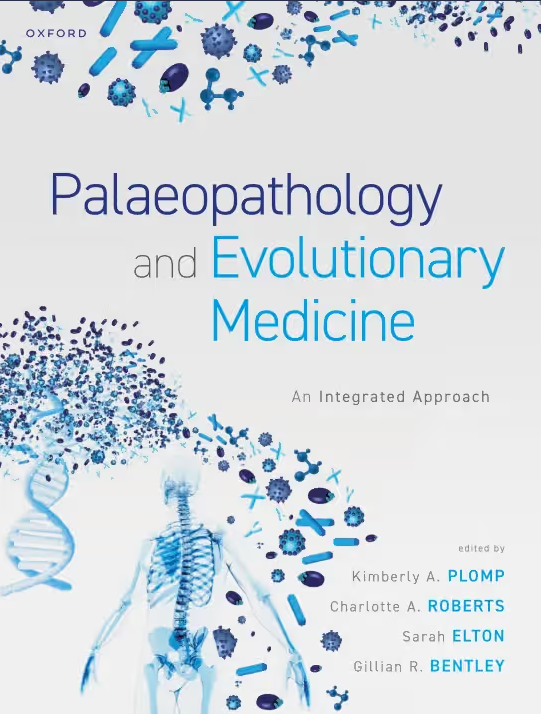 OXFORD
Palaeopathology
and Evolutionary
Medicine
An Integrated Approach
edited by
Kimberly A. PLOMP
Charlotte A. ROBERTS
Sarah ELTON
Gillian R. BENTLEY